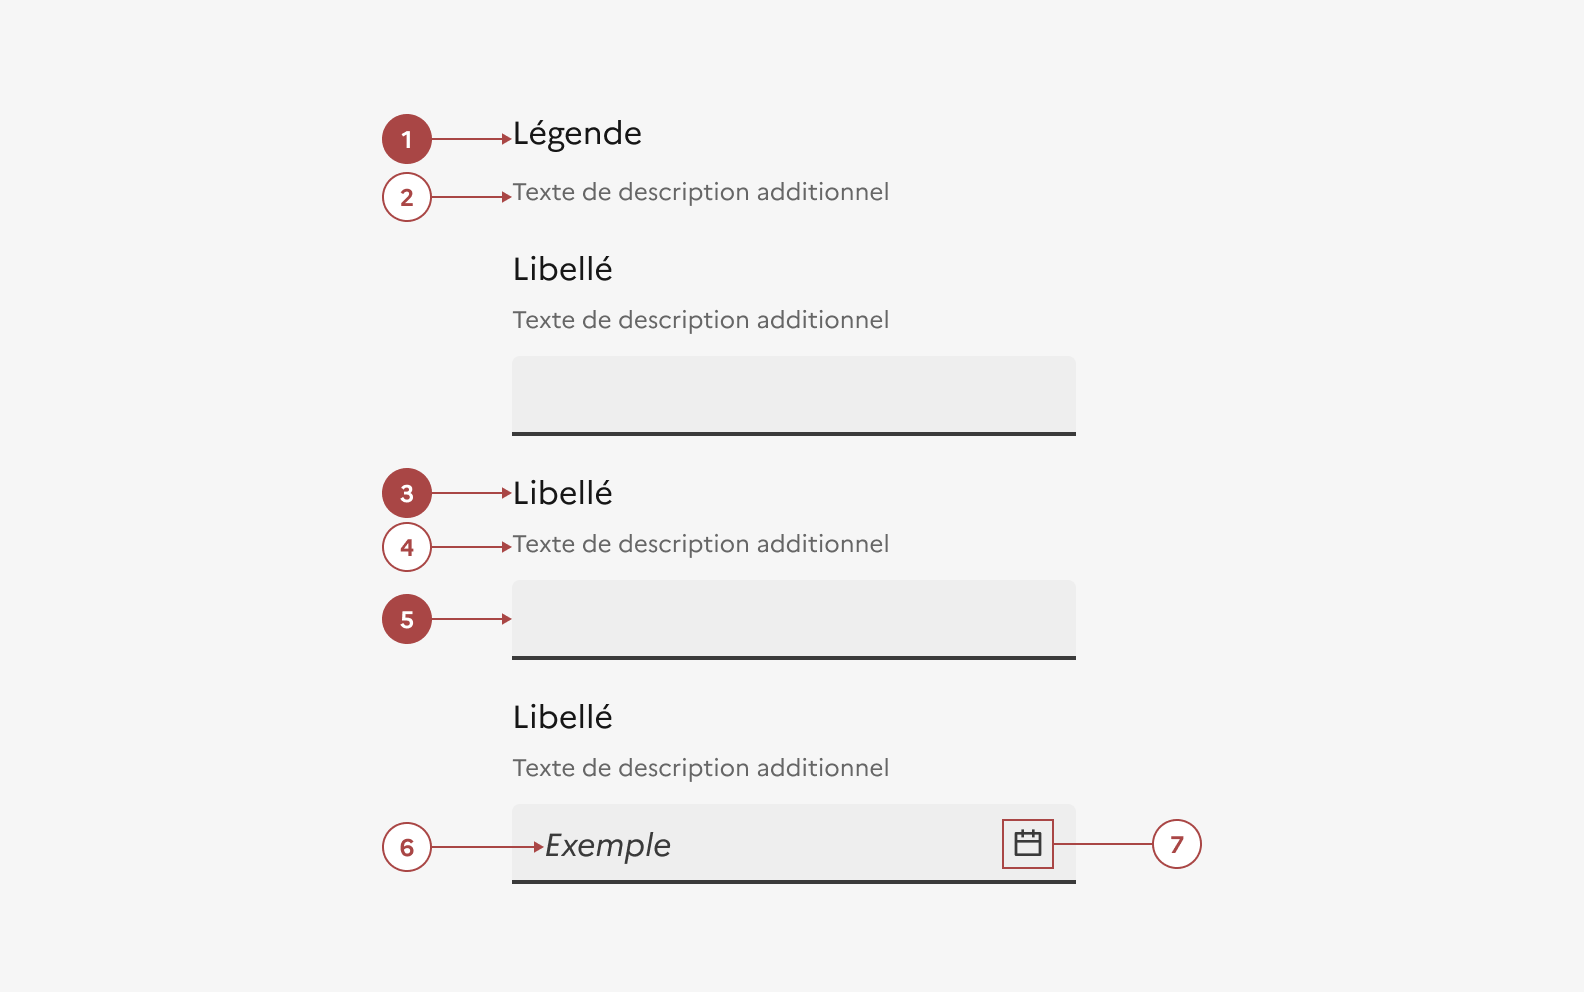 1 Légende
2 Texte de description additionnel
Libellé
Texte de description additionnel
3 Libellé
4 Texte de description additionnel
5
Libellé
Texte de description additionnel
6 Exemple 7